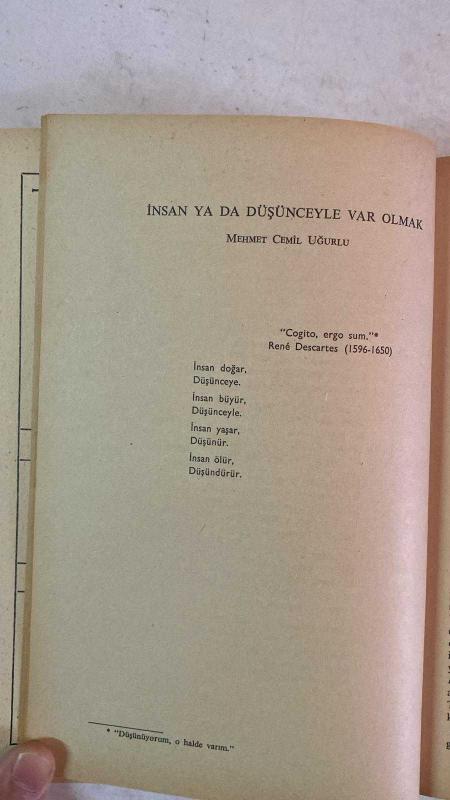 İNSAN YA DA DÜŞÜNCEYLE VAR OLMAK
MEHMET CEMİL UĞURLU
"Cogito, ergo sum."*
René Descartes (1596-1650)
İnsan doğar,
Düşünceye.
İnsan büyür,
Düşünceyle.
İnsan yaşar,
Düşünür.
İnsan ölür,
Düşündürür.
* "Düşünüyorum, o halde varım."